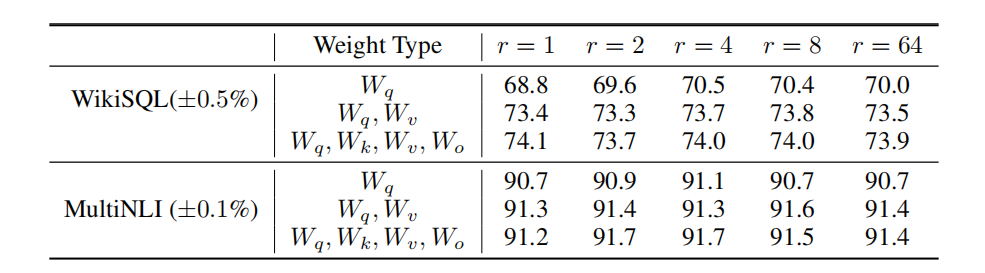 Weight Type r = 1 r = 2 r = 4 r = 8 r = 64
WikiSQL(±0.5%)
W_q 68.8 69.6 70.5 70.4 70.0
W_q, W_v 73.4 73.3 73.7 73.8 73.5
W_q, W_k, W_v, W_o 74.1 73.7 74.0 74.0 73.9
MultiNLI (±0.1%)
W_q 90.7 90.9 91.1 90.7 90.7
W_q, W_v 91.3 91.4 91.3 91.6 91.4
W_q, W_k, W_v, W_o 91.2 91.7 91.7 91.5 91.4